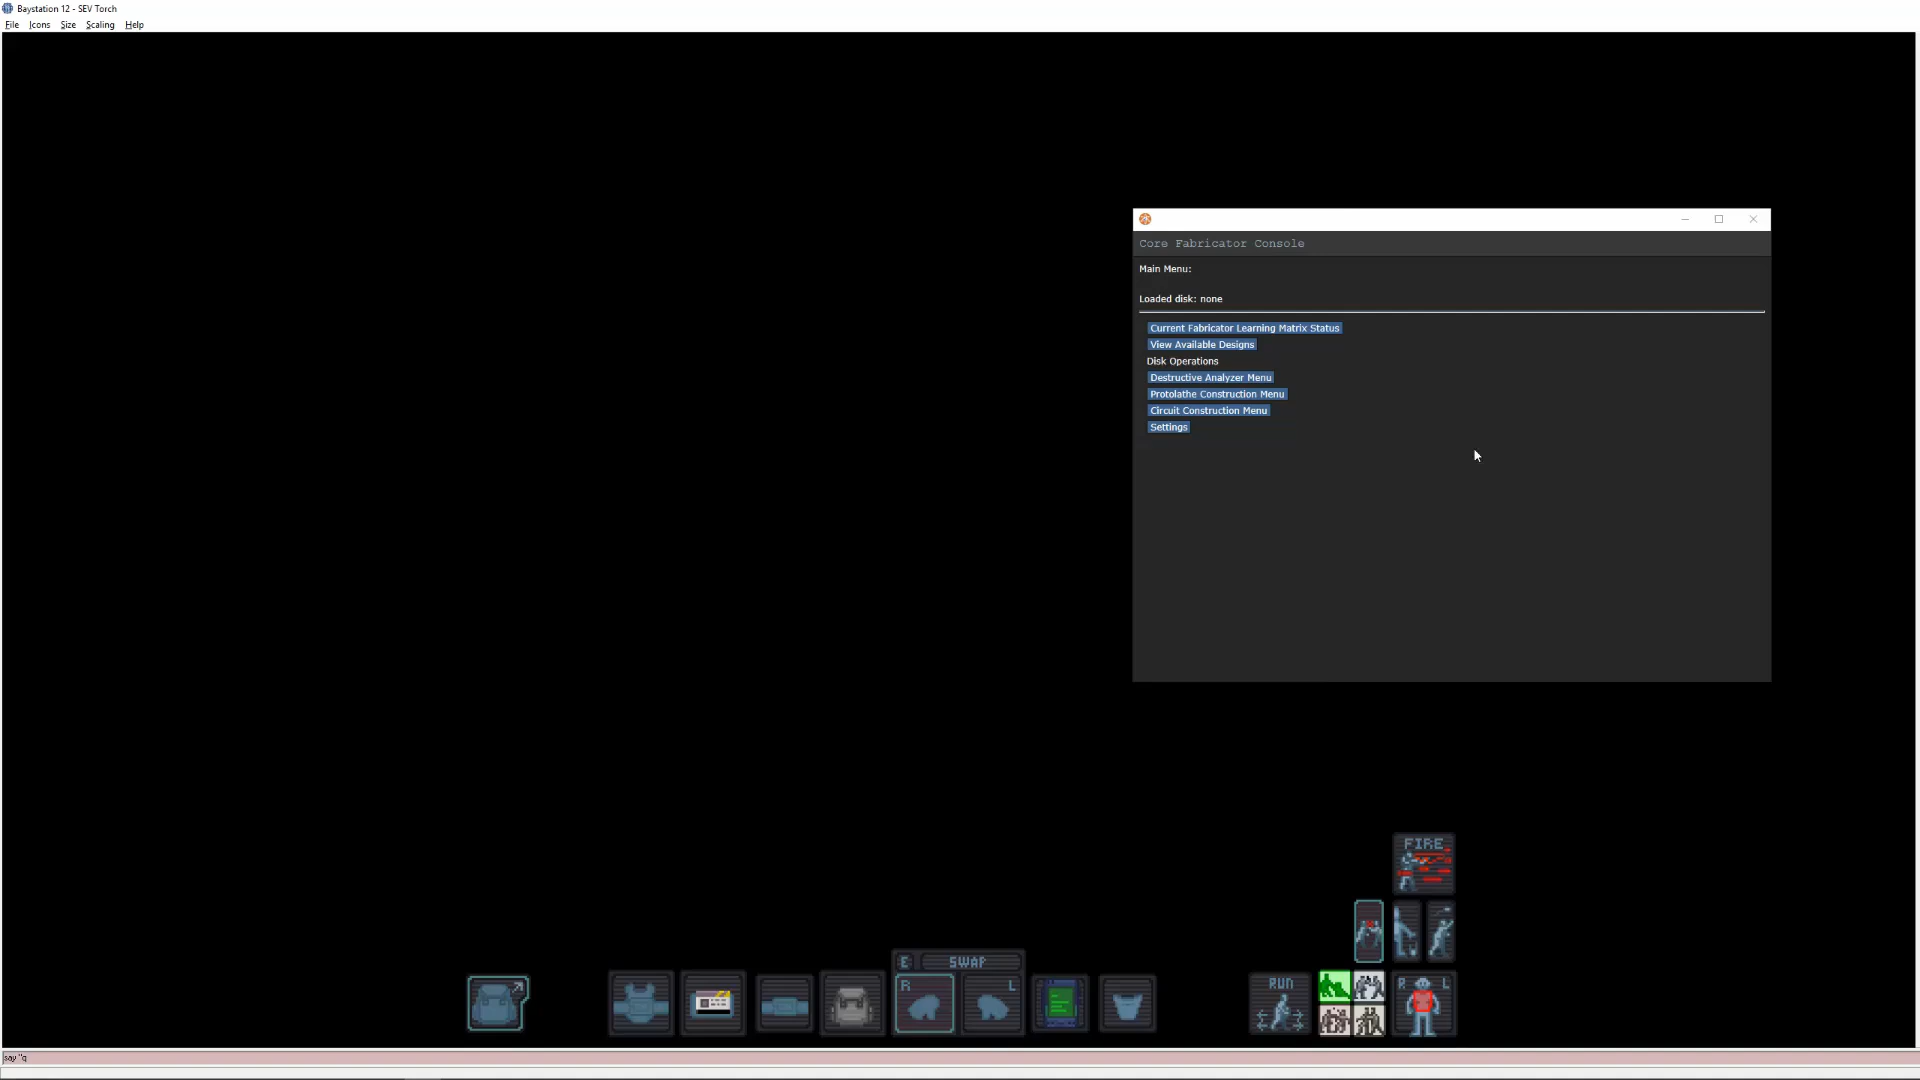 Baystation 12 - SEV Torch
File Icons Size Scaling Help
Core Fabricator Console
Main Menu:
Loaded disk: none
Current Fabricator Learning Matrix Status
View Available Designs
Disk Operations
Destructive Analyzer Menu
Protolathe Construction Menu
Circuit Construction Menu
Settings
FIRE
E SWAP
R L
RUN
R L
say "q